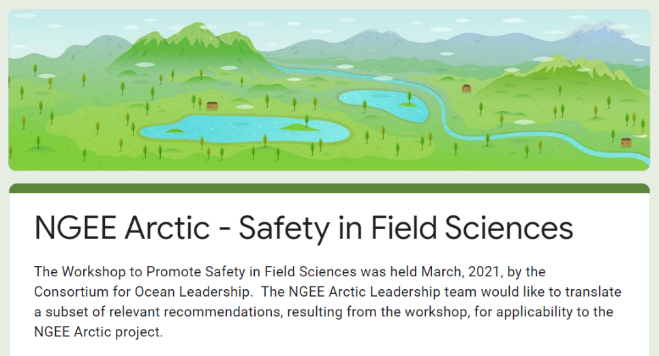 NGEE Arctic - Safety in Field Sciences
The Workshop to Promote Safety in Field Sciences was held March, 2021, by the
Consortium for Ocean Leadership.  The NGEE Arctic Leadership team would like to translate
a subset of relevant recommendations, resulting from the workshop, for applicability to the
NGEE Arctic project.